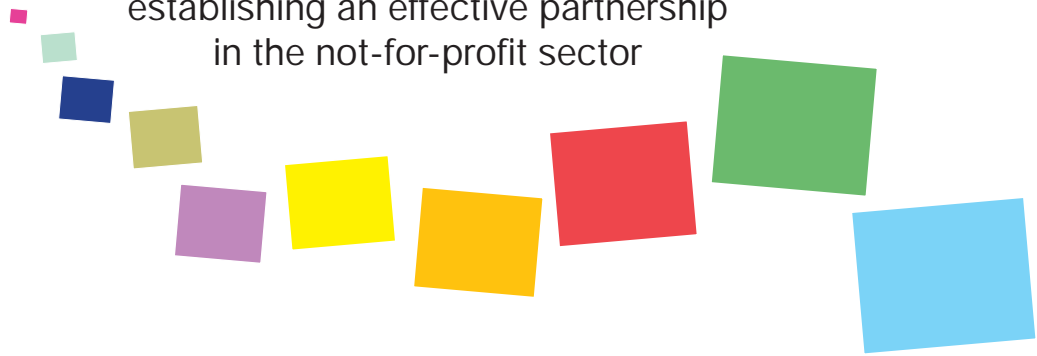 establishing an effective partnership
in the not-for-profit sector